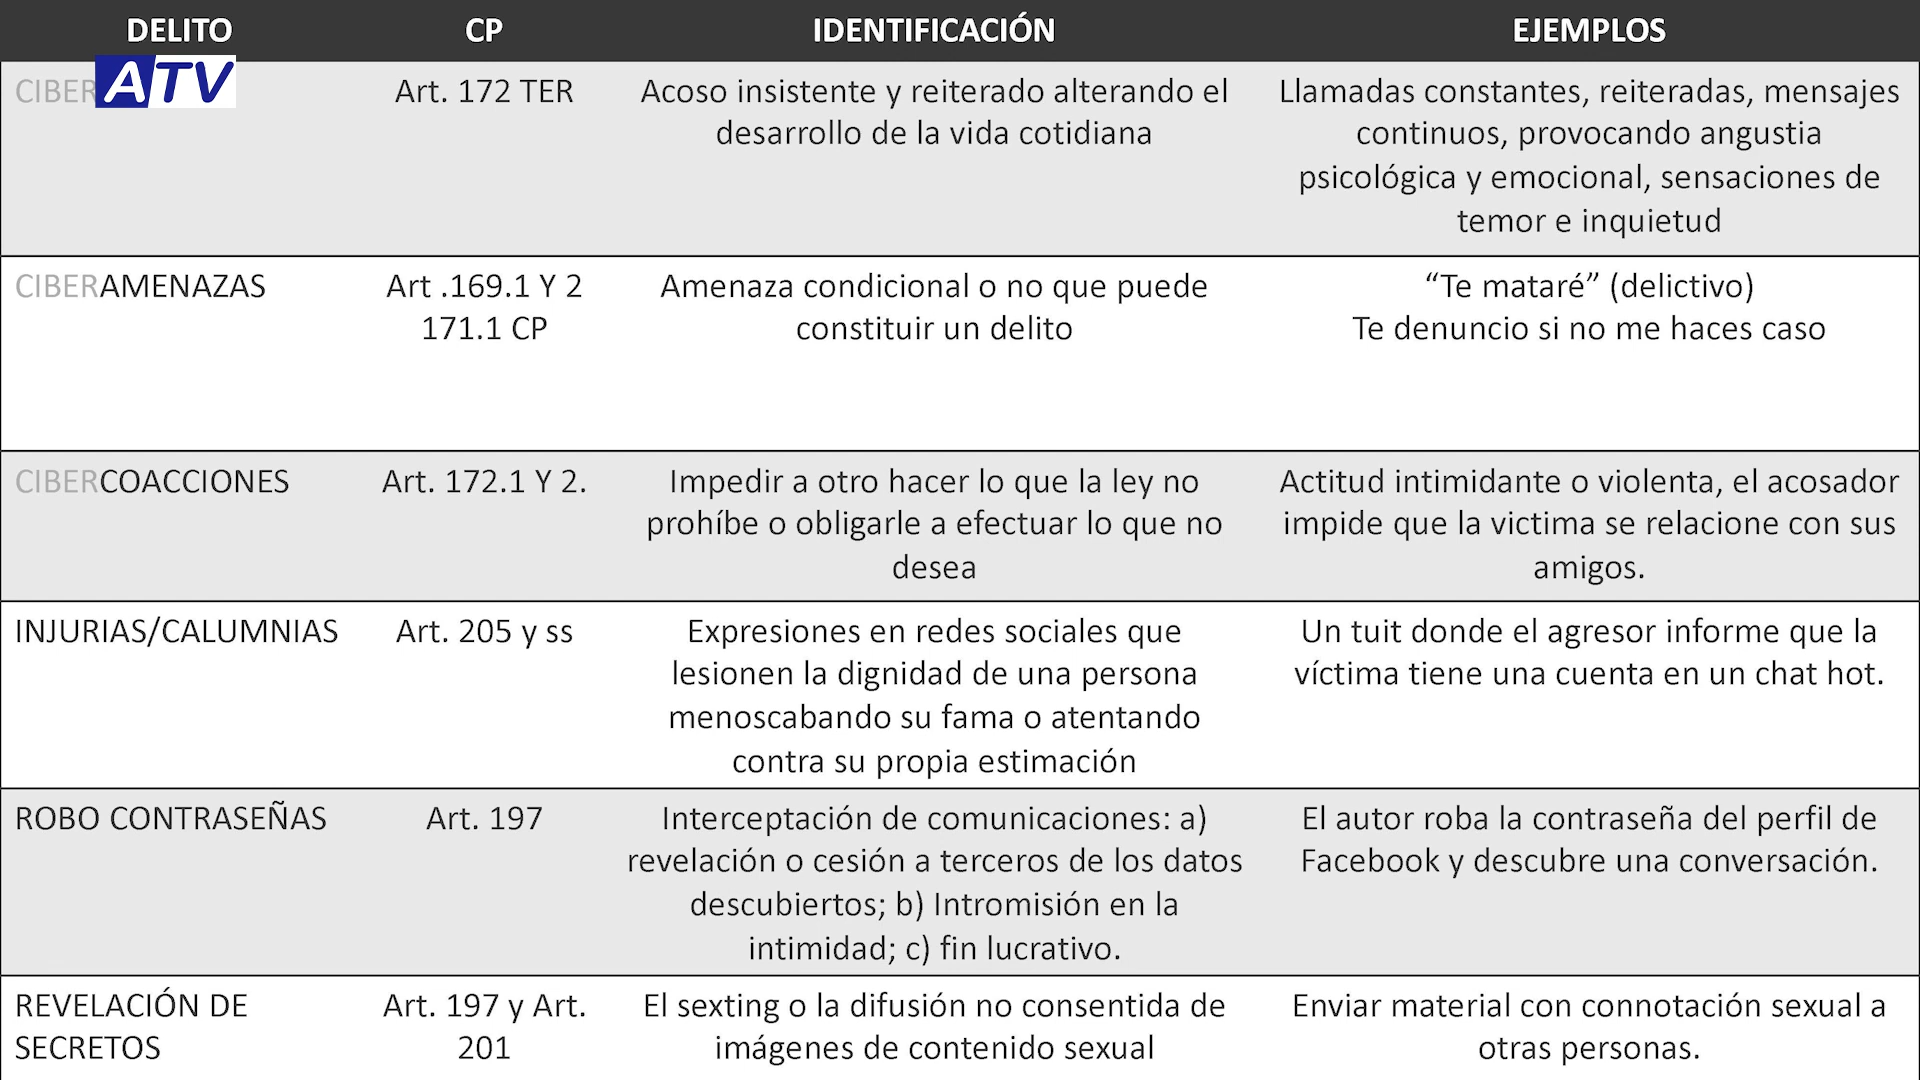 DELITO CP IDENTIFICACIÓN EJEMPLOS
ATV
CIBER Art. 172 TER Acoso insistente y reiterado alterando el Llamadas constantes, reiteradas, mensajes
desarrollo de la vida cotidiana continuos, provocando angustia
psicológica y emocional, sensaciones de
temor e inquietud
CIBERAMENAZAS Art .169.1 Y 2 Amenaza condicional o no que puede “Te mataré” (delictivo)
171.1 CP constituir un delito Te denuncio si no me haces caso
CIBERCOACCIONES Art. 172.1 Y 2. Impedir a otro hacer lo que la ley no Actitud intimidante o violenta, el acosador
prohíbe o obligarle a efectuar lo que no impide que la victima se relacione con sus
desea amigos.
INJURIAS/CALUMNIAS Art. 205 y ss Expresiones en redes sociales que Un tuit donde el agresor informe que la
lesionen la dignidad de una persona víctima tiene una cuenta en un chat hot.
menoscabando su fama o atentando
contra su propia estimación
ROBO CONTRASEÑAS Art. 197 Interceptación de comunicaciones: a) El autor roba la contraseña del perfil de
revelación o cesión a terceros de los datos Facebook y descubre una conversación.
descubiertos; b) Intromisión en la
intimidad; c) fin lucrativo.
REVELACIÓN DE Art. 197 y Art. El sexting o la difusión no consentida de Enviar material con connotación sexual a
SECRETOS 201 imágenes de contenido sexual otras personas.